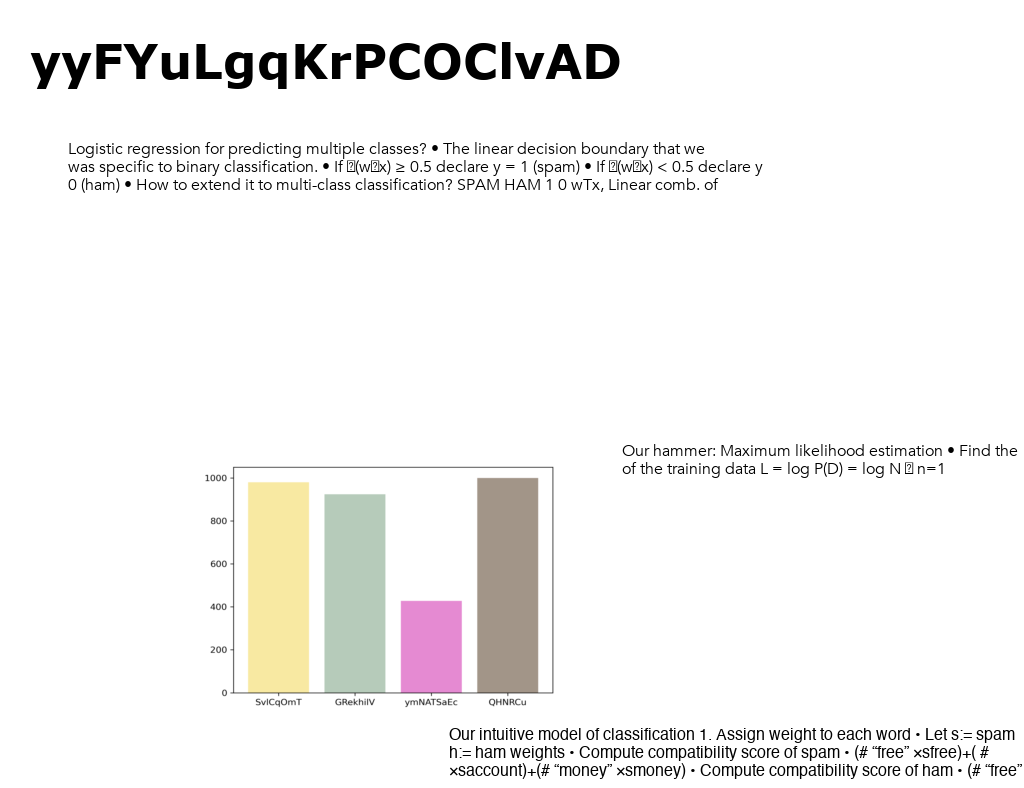 yyFYuLgqKrPCOClvAD
Logistic regression for predicting multiple classes? • The linear decision boundary that we
was specific to binary classification. • If (wx) ≥ 0.5 declare y = 1 (spam) • If (wx) < 0.5 declare y
0 (ham) • How to extend it to multi-class classification? SPAM HAM 1 0 wTx, Linear comb. of
Our hammer: Maximum likelihood estimation • Find the
of the training data L = log P(D) = log N n=1
1000
800
600
400
200
0
SvlCqOmT GRekhilV ymNATSaEc QHNRCu
Our intuitive model of classification 1. Assign weight to each word • Let s:= spam
h:= ham weights • Compute compatibility score of spam • (# “free” ×sfree)+( #
×saccount)+(# “money” ×smoney) • Compute compatibility score of ham • (# “free”